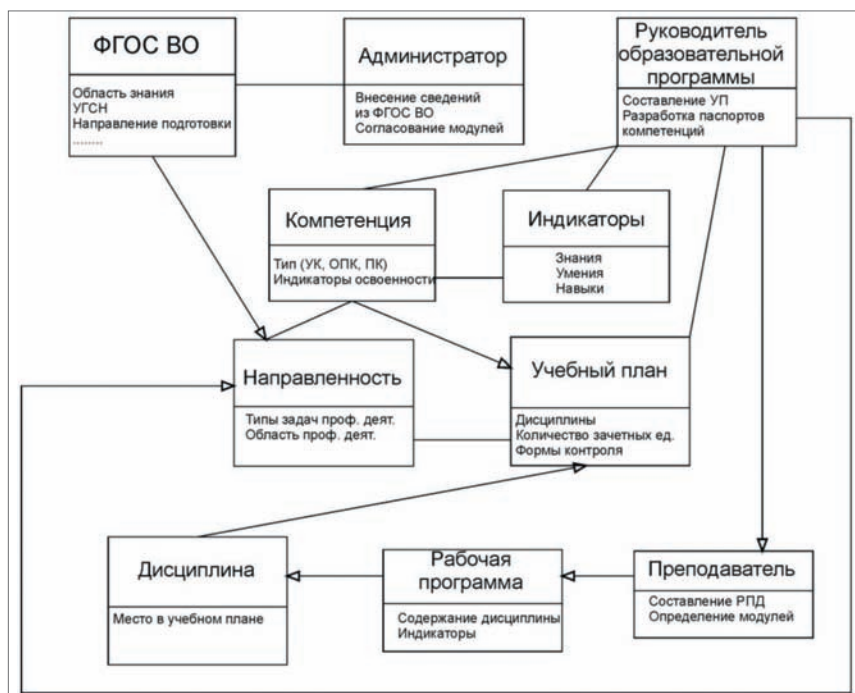 ФГОС ВО
Область знания
УГСН
Направление подготовки
........
Администратор
Внесение сведений
из ФГОС ВО
Согласование модулей
Руководитель
образовательной
программы
Составление УП
Разработка паспортов
компетенций
Компетенция
Тип (УК, ОПК, ПК)
Индикаторы освоенности
Индикаторы
Знания
Умения
Навыки
Направленность
Типы задач проф. деят.
Область проф. деят.
Учебный план
Дисциплины
Количество зачетных ед.
Формы контроля
Дисциплина
Место в учебном плане
Рабочая
программа
Содержание дисциплины
Индикаторы
Преподаватель
Составление РПД
Определение модулей